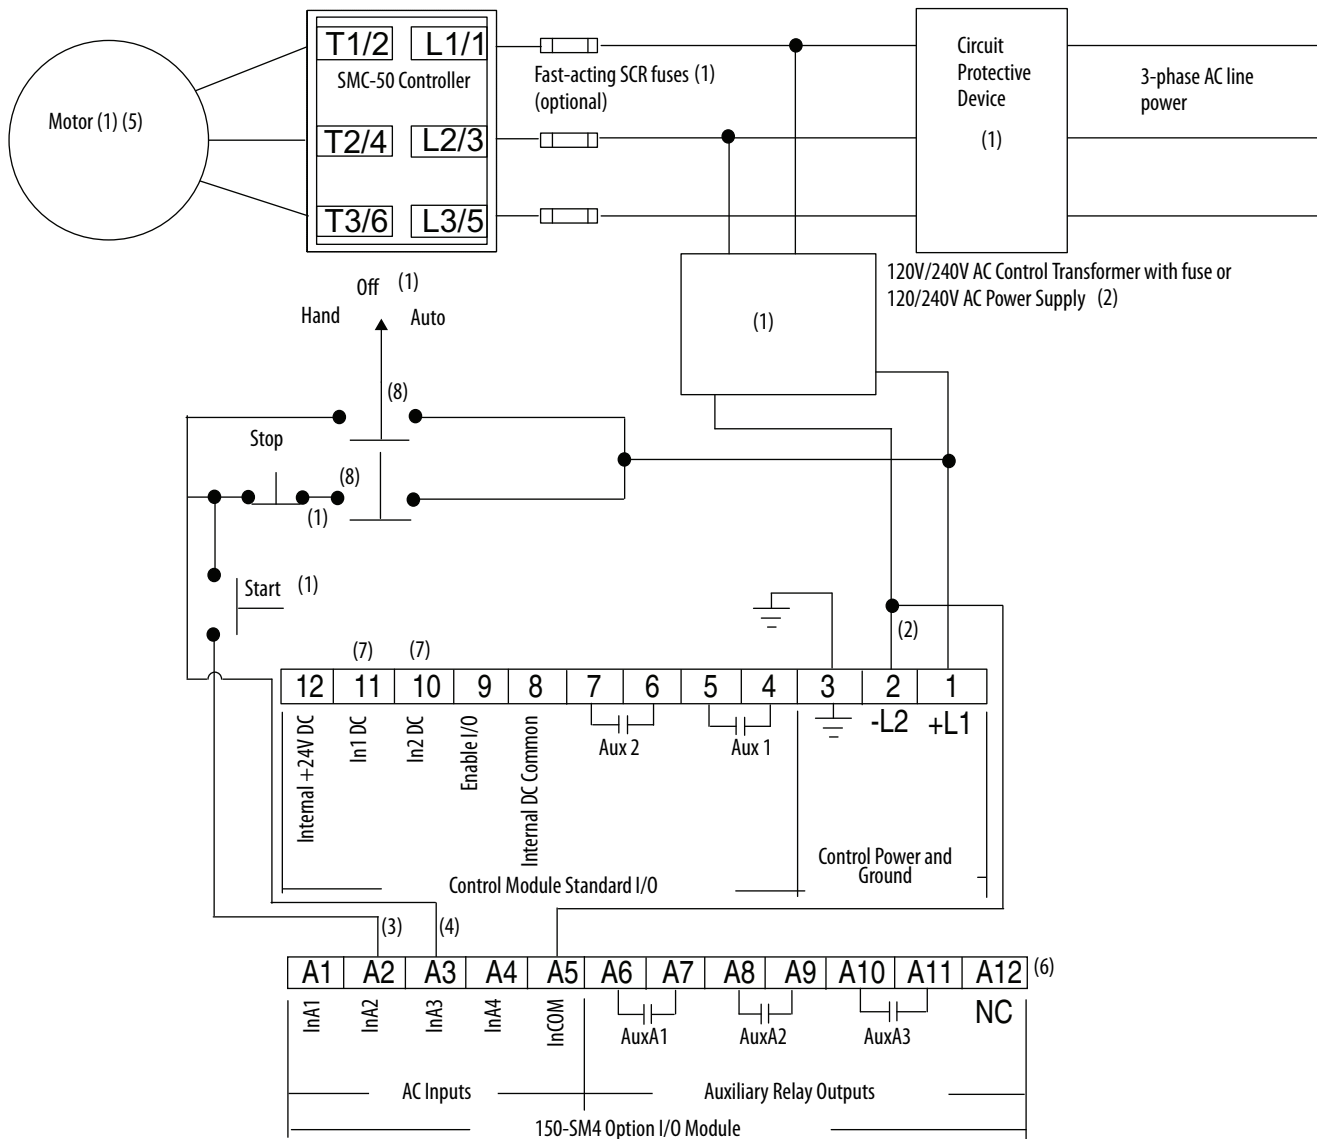 T1/2 L1/1
SMC-50 Controller
T2/4 L2/3
T3/6 L3/5
Motor (1) (5)
Fast-acting SCR fuses (1)
(optional)
Circuit
Protective
Device
(1)
3-phase AC line
power
120V/240V AC Control Transformer with fuse or
120/240V AC Power Supply (2)
(1)
Off (1)
Hand Auto
(8)
Stop
(8)
(1)
Start (1)
(2)
(7) (7)
12 11 10 9 8 7 6 5 4 3 2 1
-L2 +L1
Internal +24V DC
In1 DC
In2 DC
Enable I/O
Internal DC Common
Aux 2
Aux 1
Control Power and
Ground
Control Module Standard I/O
(3) (4)
A1 A2 A3 A4 A5 A6 A7 A8 A9 A10 A11 A12 (6)
InA1
InA2
InA3
InA4
InCOM
AuxA1
AuxA2
AuxA3
NC
AC Inputs
Auxiliary Relay Outputs
150-SM4 Option I/O Module